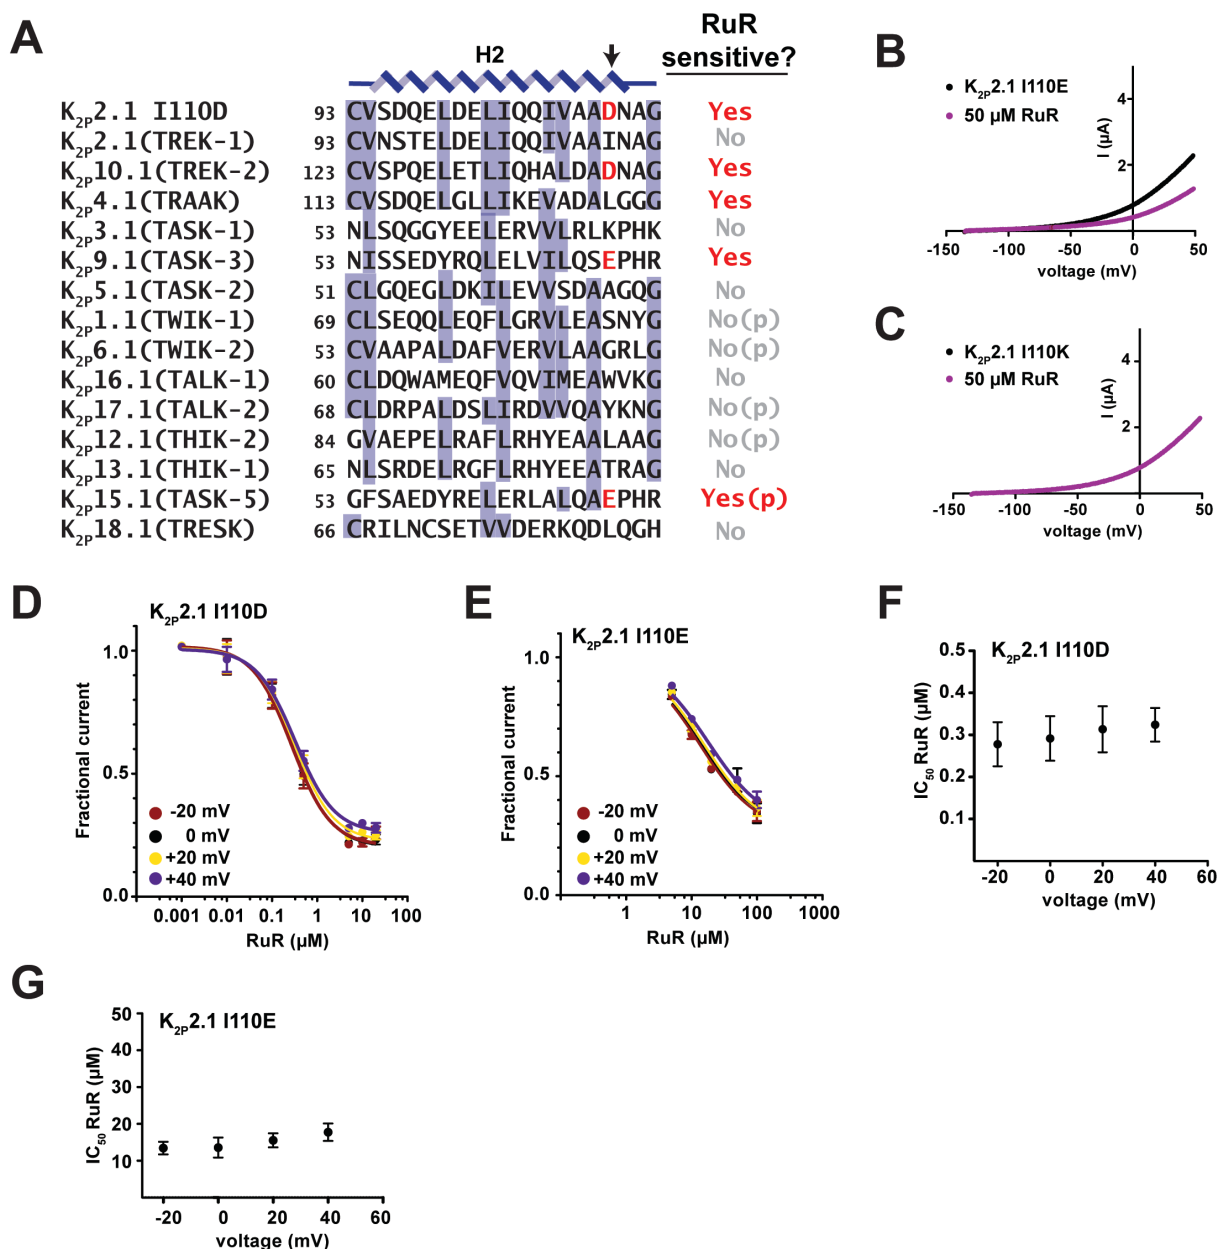 A
H2
RuR
sensitive?
K2P2.1 I110D 93 CVSDQELDELIQQIVAADNAG Yes
K2P2.1(TREK-1) 93 CVNSTELDELIQQIVAAINAG No
K2P10.1(TREK-2) 123 CVSPQELETLIQHALDADNAG Yes
K2P4.1(TRAAK) 113 CVSDQELGLLIKEVADALGGG Yes
K2P3.1(TASK-1) 53 NLSQGGYEELERVVLRLKPHK No
K2P9.1(TASK-3) 53 NISSEDYRQLELVILQSEPHR Yes
K2P5.1(TASK-2) 51 CLGQEGLDKILEVVSDAAGQG No
K2P1.1(TWIK-1) 69 CLSEQQLEQFLGRVLEASNYG No(p)
K2P6.1(TWIK-2) 53 CVAAPALDAFVERVLAAGRLG No(p)
K2P16.1(TALK-1) 60 CLDQWAMEQFVQVIMEAWVKG No
K2P17.1(TALK-2) 68 CLDRPALDSLIRDVVQAYKNG No(p)
K2P12.1(THIK-2) 84 GVAEPELRAFLRHYEAALAAG No(p)
K2P13.1(THIK-1) 65 NLSRDELRGFLRHYEEATRAG No
K2P15.1(TASK-5) 53 GFSAEDYRELERLALQAEPHR Yes(p)
K2P18.1(TRESK) 66 CRILNCSETVVDERKQDLQGH No
B
K2P2.1 I110E
50 µM RuR
I (µA)
4
2
-150 -100 -50 0 50
voltage (mV)
C
K2P2.1 I110K
50 µM RuR
I (µA)
4
2
-150 -100 -50 0 50
voltage (mV)
D
K2P2.1 I110D
Fractional current
1.0
0.5
0.0
-20 mV
0 mV
+20 mV
+40 mV
0.001 0.01 0.1 1 10 100
RuR (µM)
E
K2P2.1 I110E
Fractional current
1.0
0.5
0.0
-20 mV
0 mV
+20 mV
+40 mV
1 10 100 1000
RuR (µM)
F
K2P2.1 I110D
IC50 RuR (µM)
0.5
0.4
0.3
0.2
0.1
-20 0 20 40 60
voltage (mV)
G
K2P2.1 I110E
IC50 RuR (µM)
50
40
30
20
10
-20 0 20 40 60
voltage (mV)